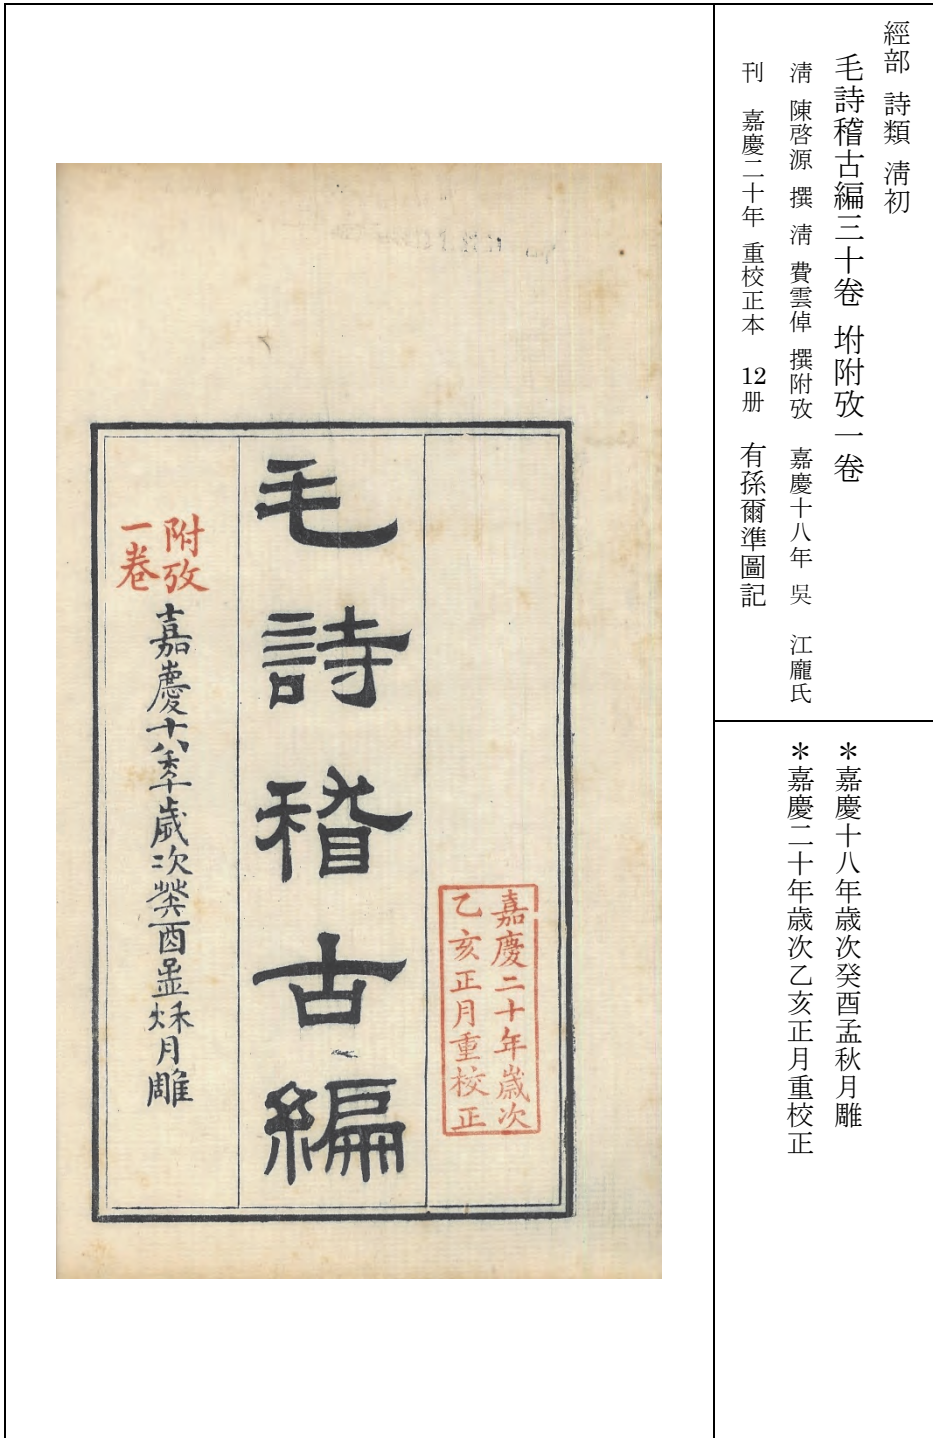 經部 詩類 淸初
毛詩稽古編三十卷 坿附攷一卷
淸 陳啓源 撰 淸 費雲倬 撰附攷 嘉慶十八年 吳 江龐氏
刊 嘉慶二十年 重校正本 12册 有孫爾準圖記
＊嘉慶十八年歲次癸酉孟秋月雕
＊嘉慶二十年歲次乙亥正月重校正
嘉慶二十年歲次
乙亥正月重校正
毛詩稽古編
附攷
一卷
嘉慶十八秊歲次癸酉孟烁月雕